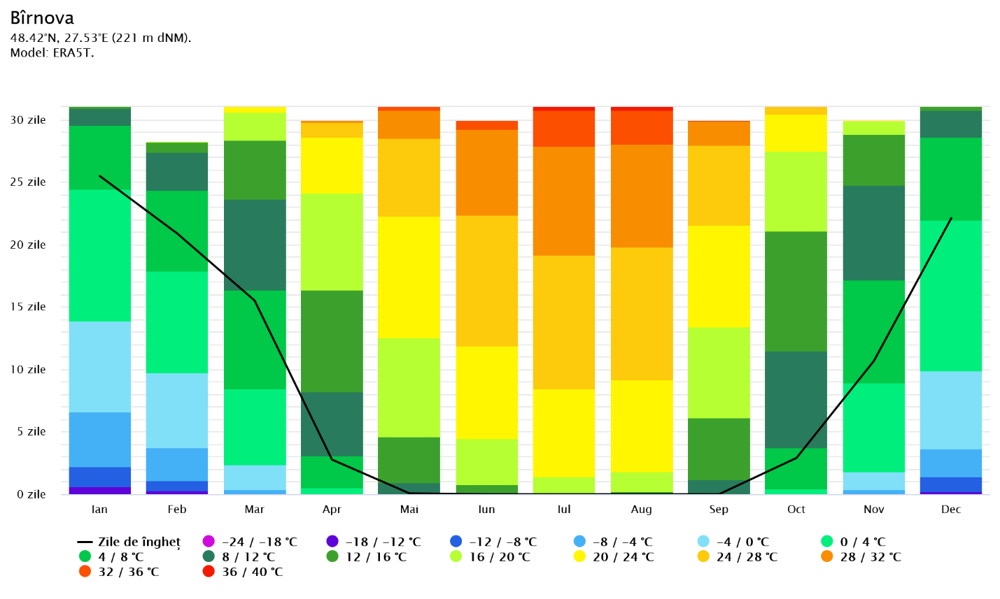 Bîrnova
48.42°N, 27.53°E (221 m dNM).
Model: ERA5T.
30 zile
25 zile
20 zile
15 zile
10 zile
5 zile
0 zile
Ian Feb Mar Apr Mai Iun Iul Aug Sep Oct Nov Dec
Zile de îngheț −24 / −18 °C −18 / −12 °C −12 / −8 °C −8 / −4 °C −4 / 0 °C 0 / 4 °C
4 / 8 °C 8 / 12 °C 12 / 16 °C 16 / 20 °C 20 / 24 °C 24 / 28 °C 28 / 32 °C
32 / 36 °C 36 / 40 °C